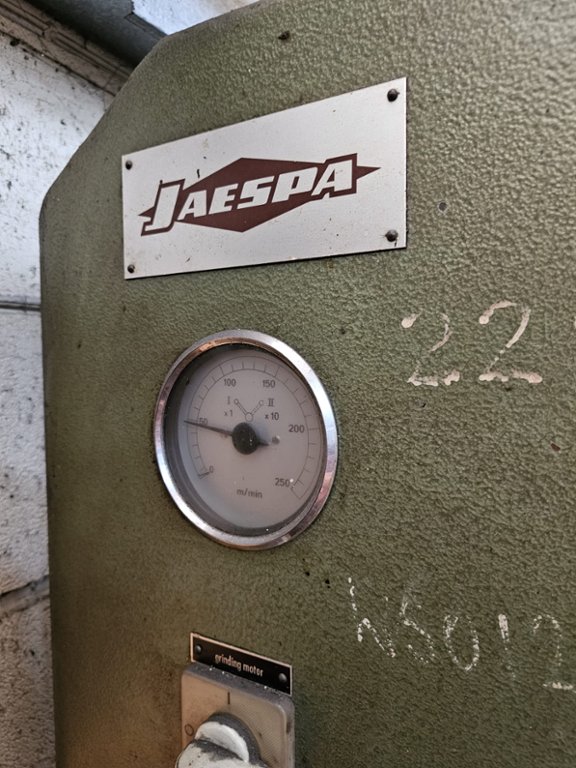 JAESPA
22
100 150
I II
50 x1 x10 200
0 250
m/min
grinding motor
I
O